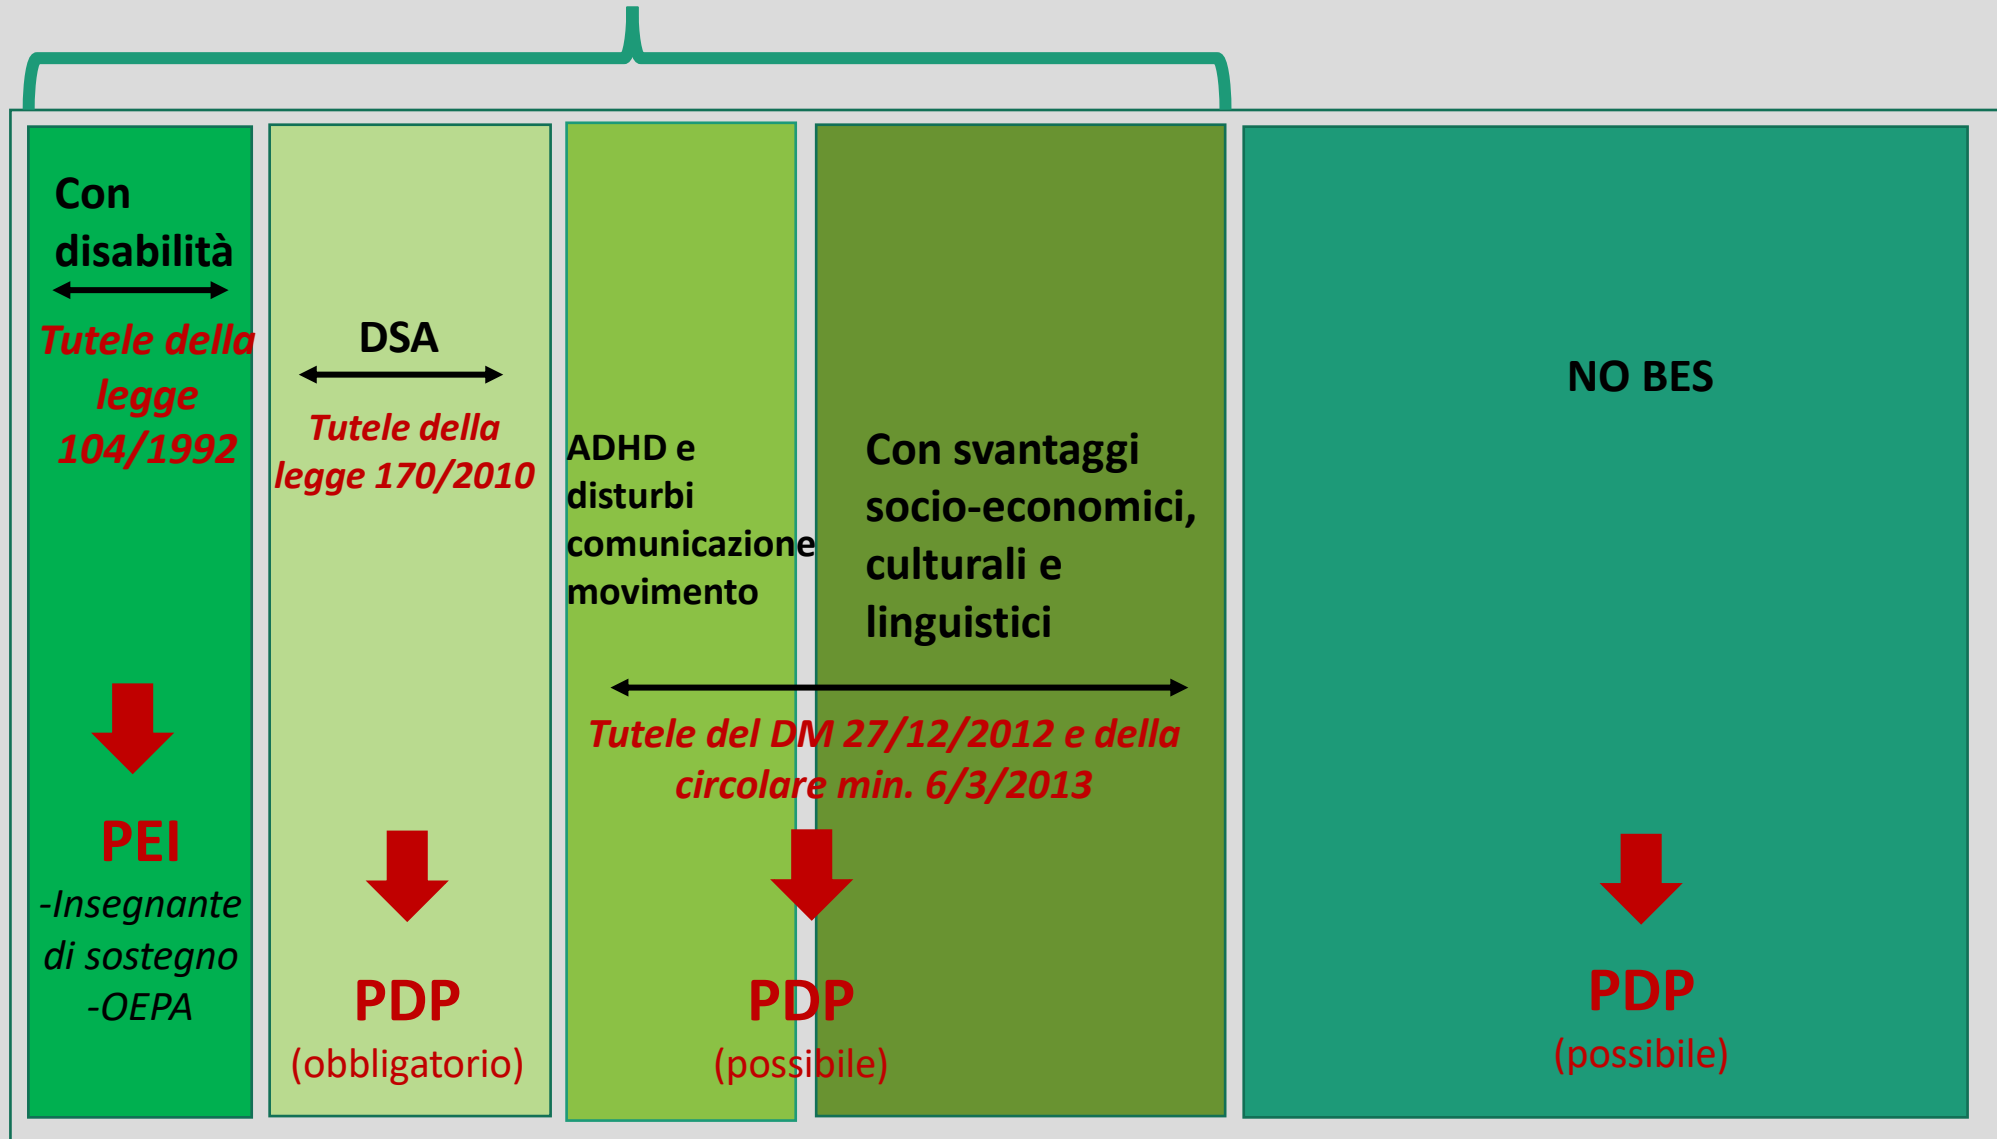 Con
disabilità
Tutele della
legge
104/1992
PEI
-Insegnante
di sostegno
-OEPA
DSA
Tutele della
legge 170/2010
PDP
(obbligatorio)
ADHD e
disturbi
comunicazione
movimento
Con svantaggi
socio-economici,
culturali e
linguistici
Tutele del DM 27/12/2012 e della
circolare min. 6/3/2013
PDP
(possibile)
NO BES
PDP
(possibile)